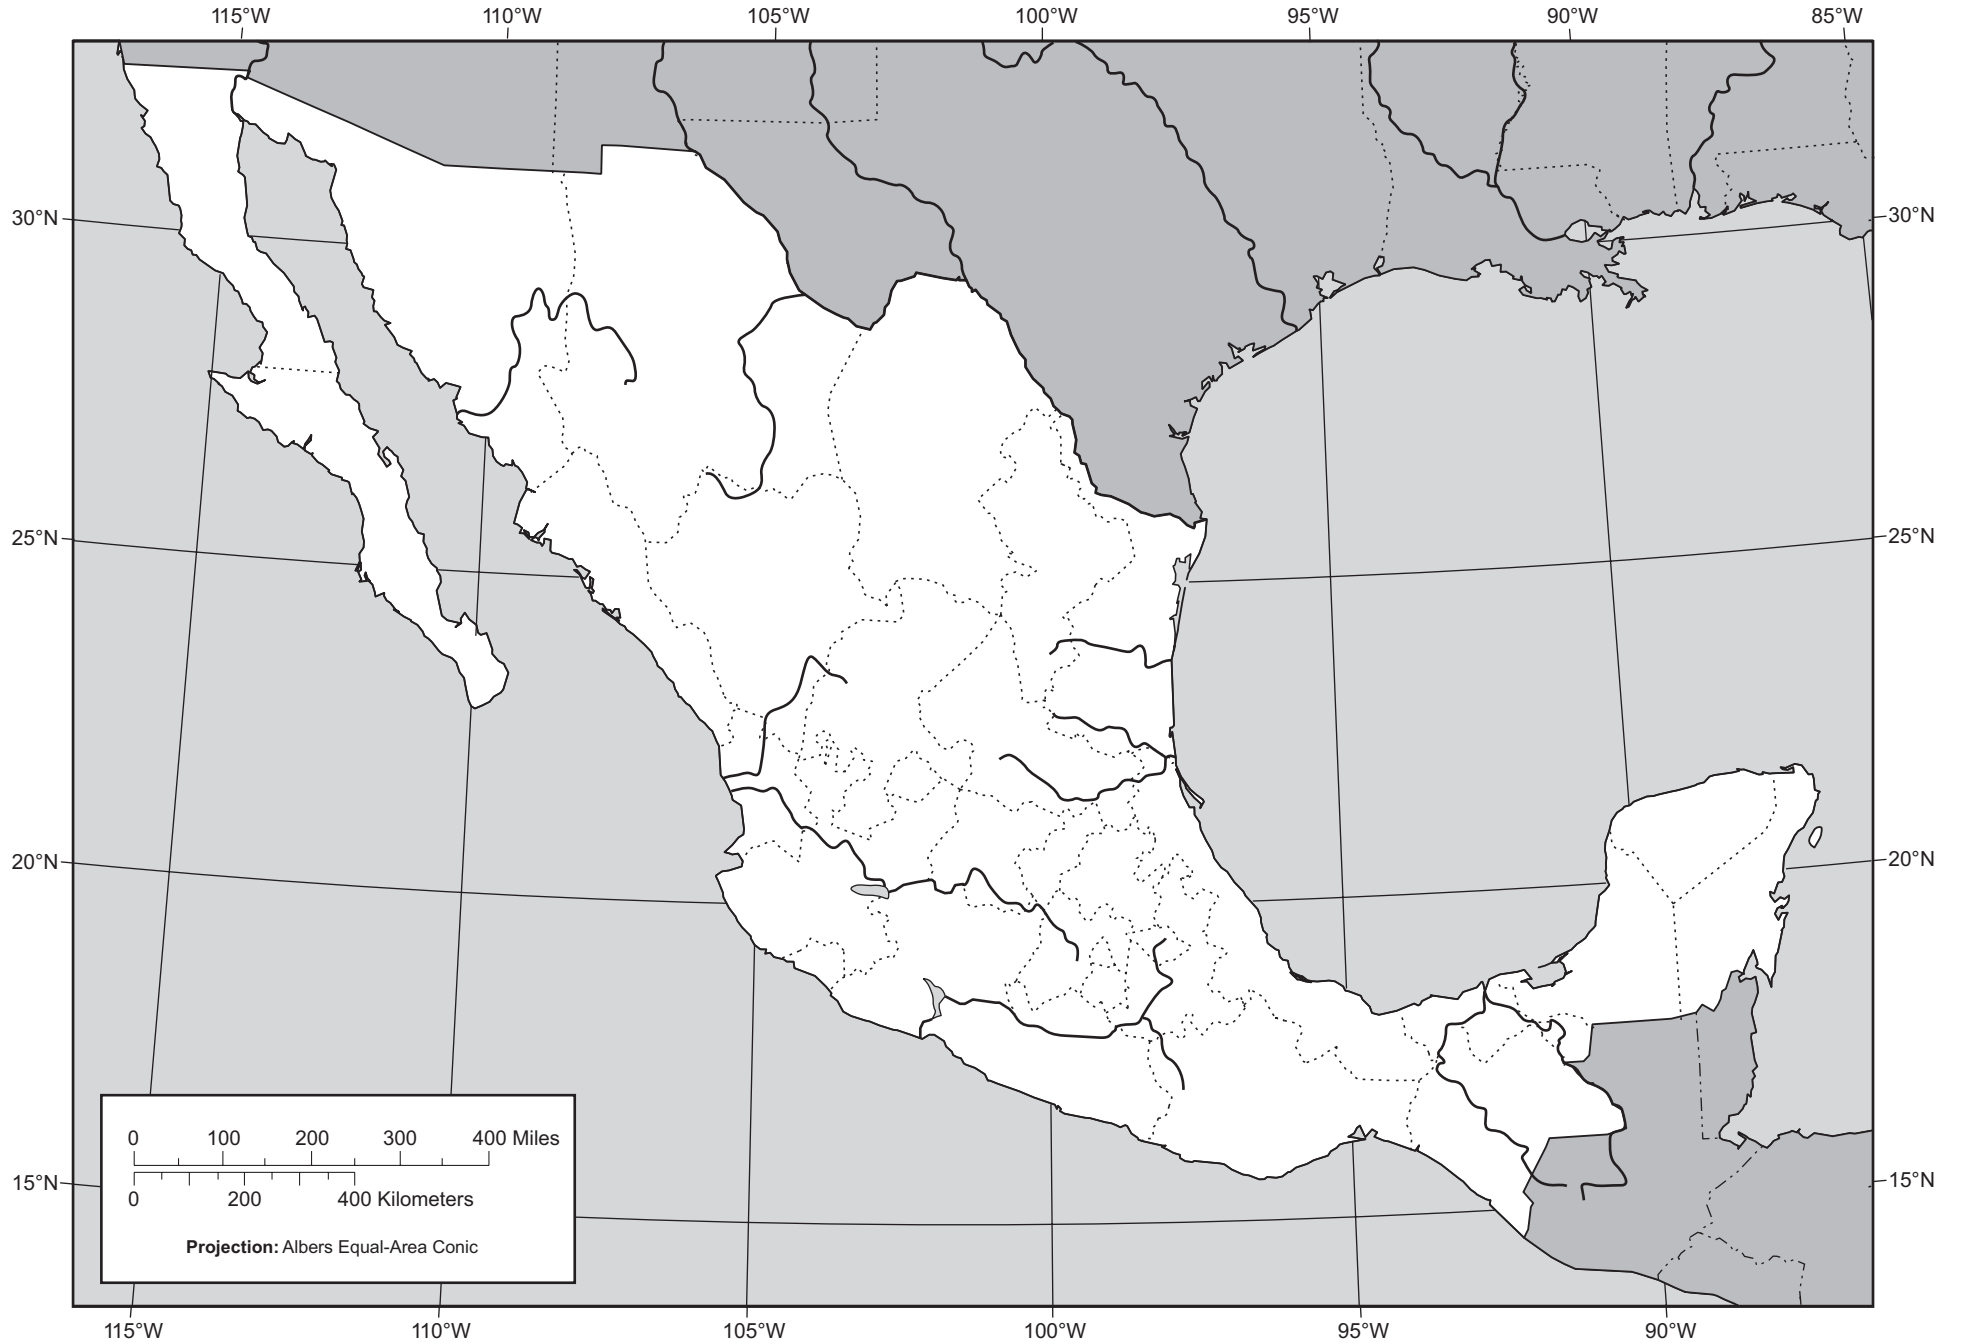 115°W 110°W 105°W 100°W 95°W 90°W 85°W
30°N 30°N
25°N 25°N
20°N 20°N
15°N 15°N
0 100 200 300 400 Miles
0 200 400 Kilometers
Projection: Albers Equal-Area Conic
115°W 110°W 105°W 100°W 95°W 90°W